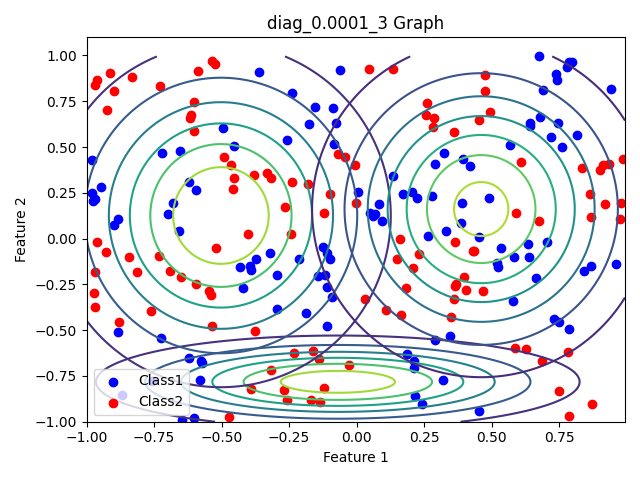 diag_0.0001_3 Graph
1.00
0.75
0.50
0.25
0.00
−0.25
−0.50
−0.75
−1.00
Feature 2
Class1
Class2
−1.00 −0.75 −0.50 −0.25 0.00 0.25 0.50 0.75
Feature 1